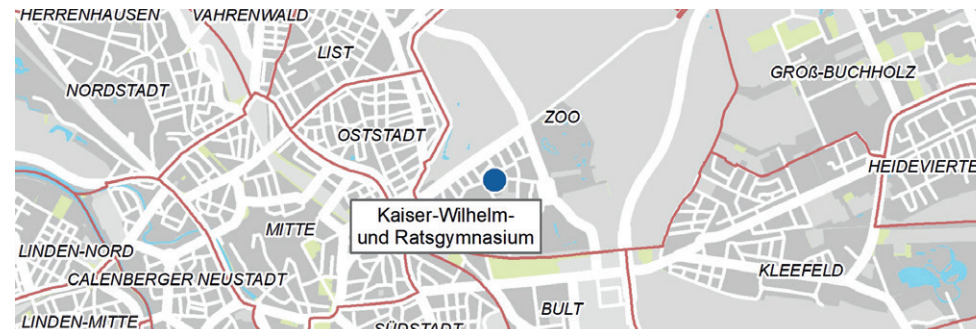 HERRENHAUSEN
VAHRENWALD
LIST
GROß-BUCHHOLZ
NORDSTADT
ZOO
OSTSTADT
HEIDEVIERTE
Kaiser-Wilhelm-
und Ratsgymnasium
MITTE
LINDEN-NORD
KLEEFELD
CALENBERGER NEUSTADT
BULT
LINDEN-MITTE
SÜDSTADT